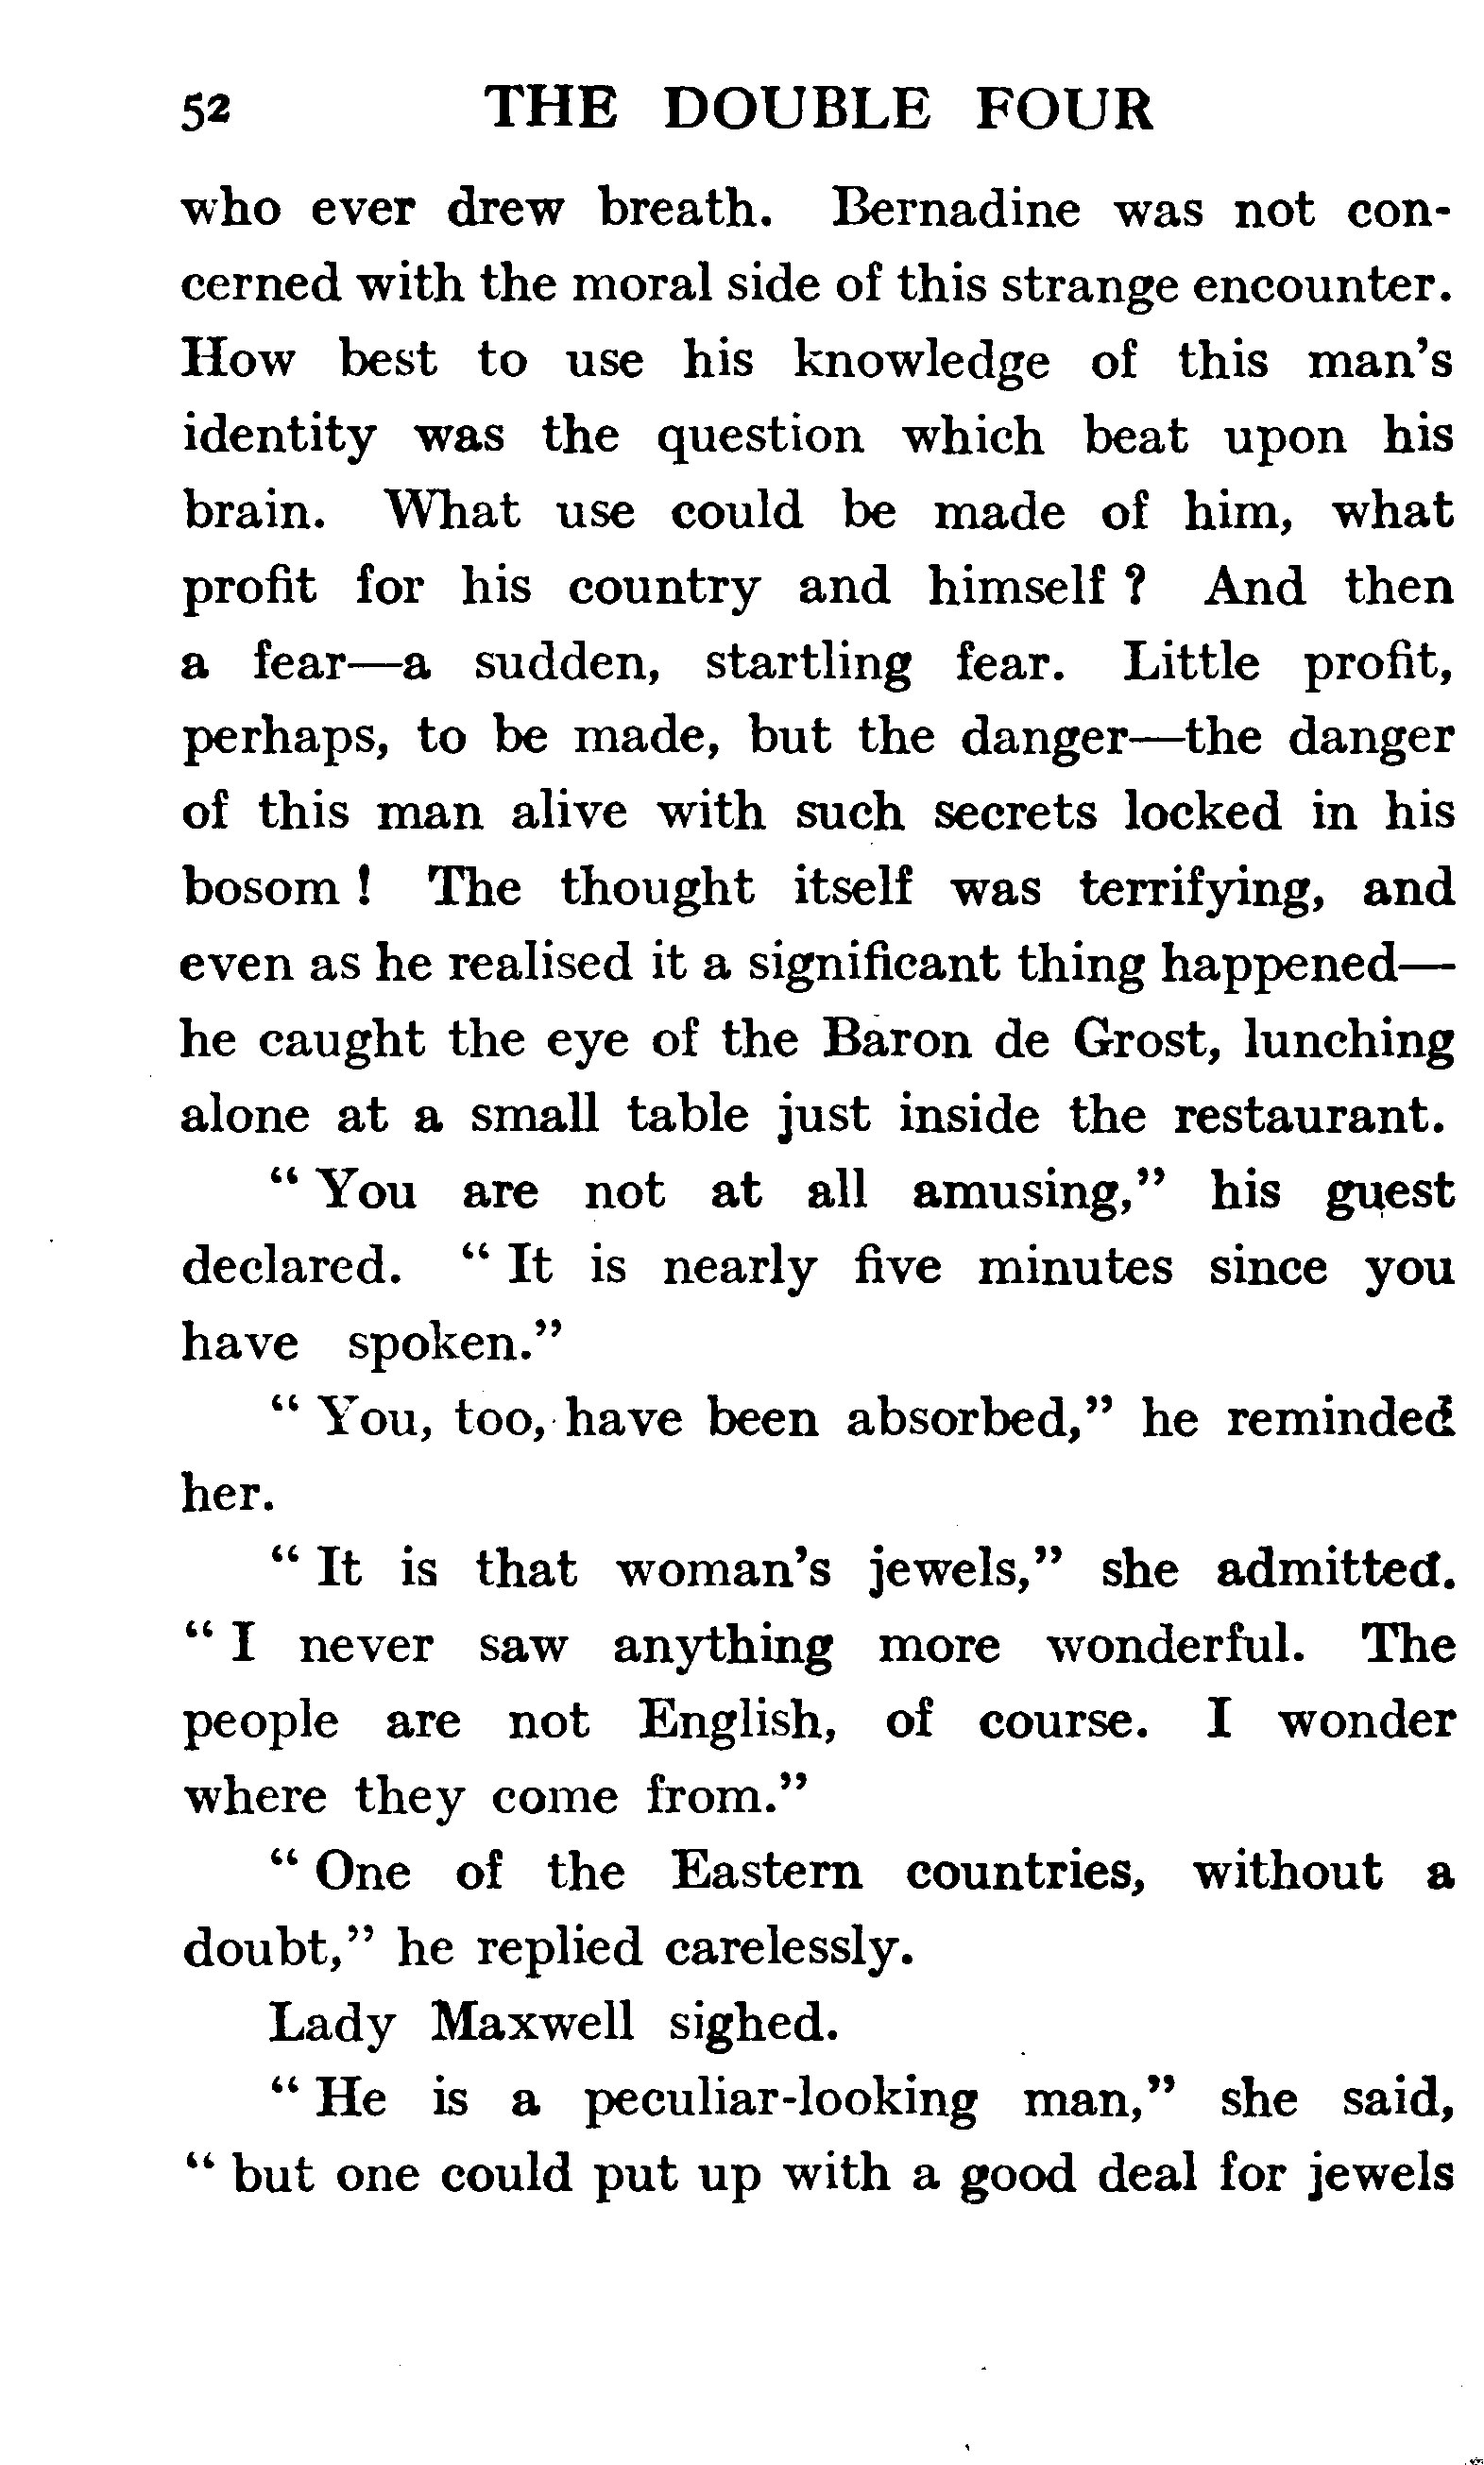 52 THE DOUBLE FOUR
who ever drew breath. Bernadine was not con-
cerned with the moral side of this strange encounter.
How best to use his knowledge of this man's
identity was the question which beat upon his
brain. What use could be made of him, what
profit for his country and himself ? And then
a fear—a sudden, startling fear. Little profit,
perhaps, to be made, but the danger—the danger
of this man alive with such secrets locked in his
bosom ! The thought itself was terrifying, and
even as he realised it a significant thing happened—
he caught the eye of the Baron de Grost, lunching
alone at a small table just inside the restaurant.
“ You are not at all amusing,” his guest
declared. “ It is nearly five minutes since you
have spoken.”
“ You, too, have been absorbed,” he reminded
her.
“ It is that woman's jewels,” she admitted.
“ I never saw anything more wonderful. The
people are not English, of course. I wonder
where they come from.”
“ One of the Eastern countries, without a
doubt,” he replied carelessly.
Lady Maxwell sighed.
“ He is a peculiar-looking man,” she said,
“ but one could put up with a good deal for jewels